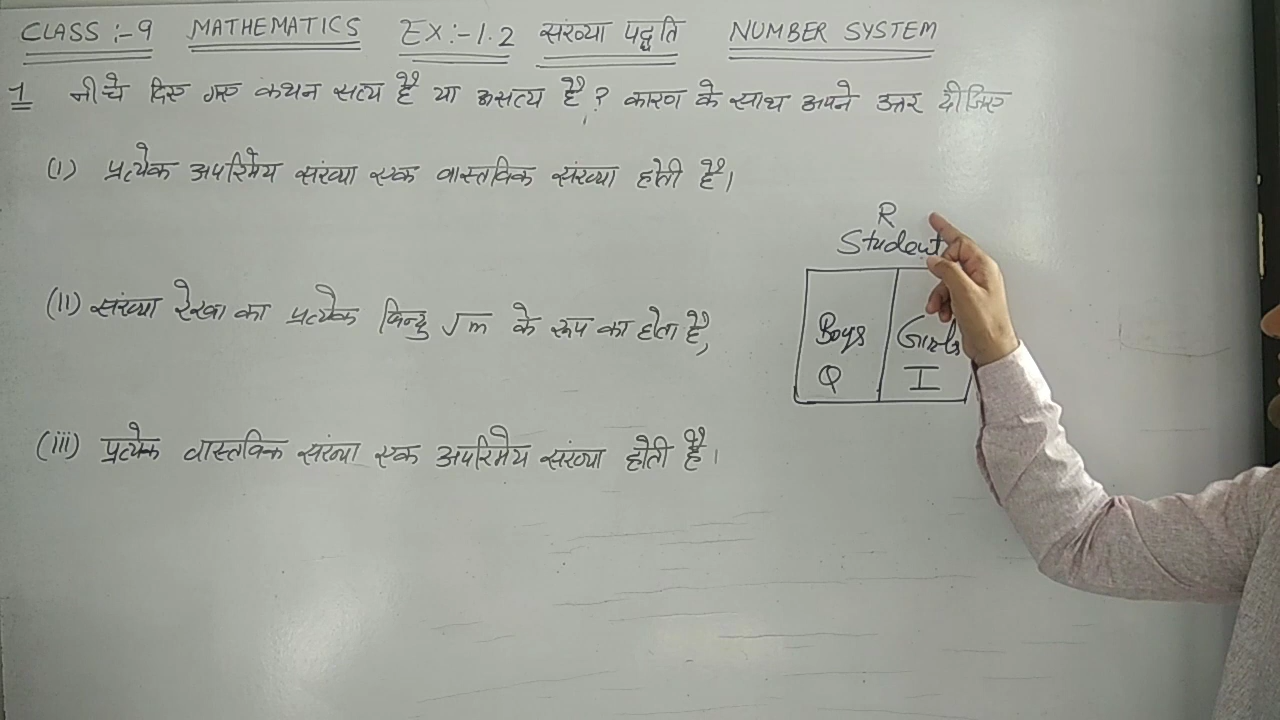 CLASS :- 9 MATHEMATICS EX :- 1.2 संख्या पद्धति NUMBER SYSTEM
1 नीचे दिए गए कथन सत्य है या असत्य है ? कारण के साथ अपने उत्तर दीजिए
(i) प्रत्येक अपरिमेय संख्या एक वास्तविक संख्या होती है।
R
Student
(ii) संख्या रेखा का प्रत्येक बिन्दु √m के रूप का होता है,
Boys Girls
Q I
(iii) प्रत्येक वास्तविक संख्या एक अपरिमेय संख्या होती है।